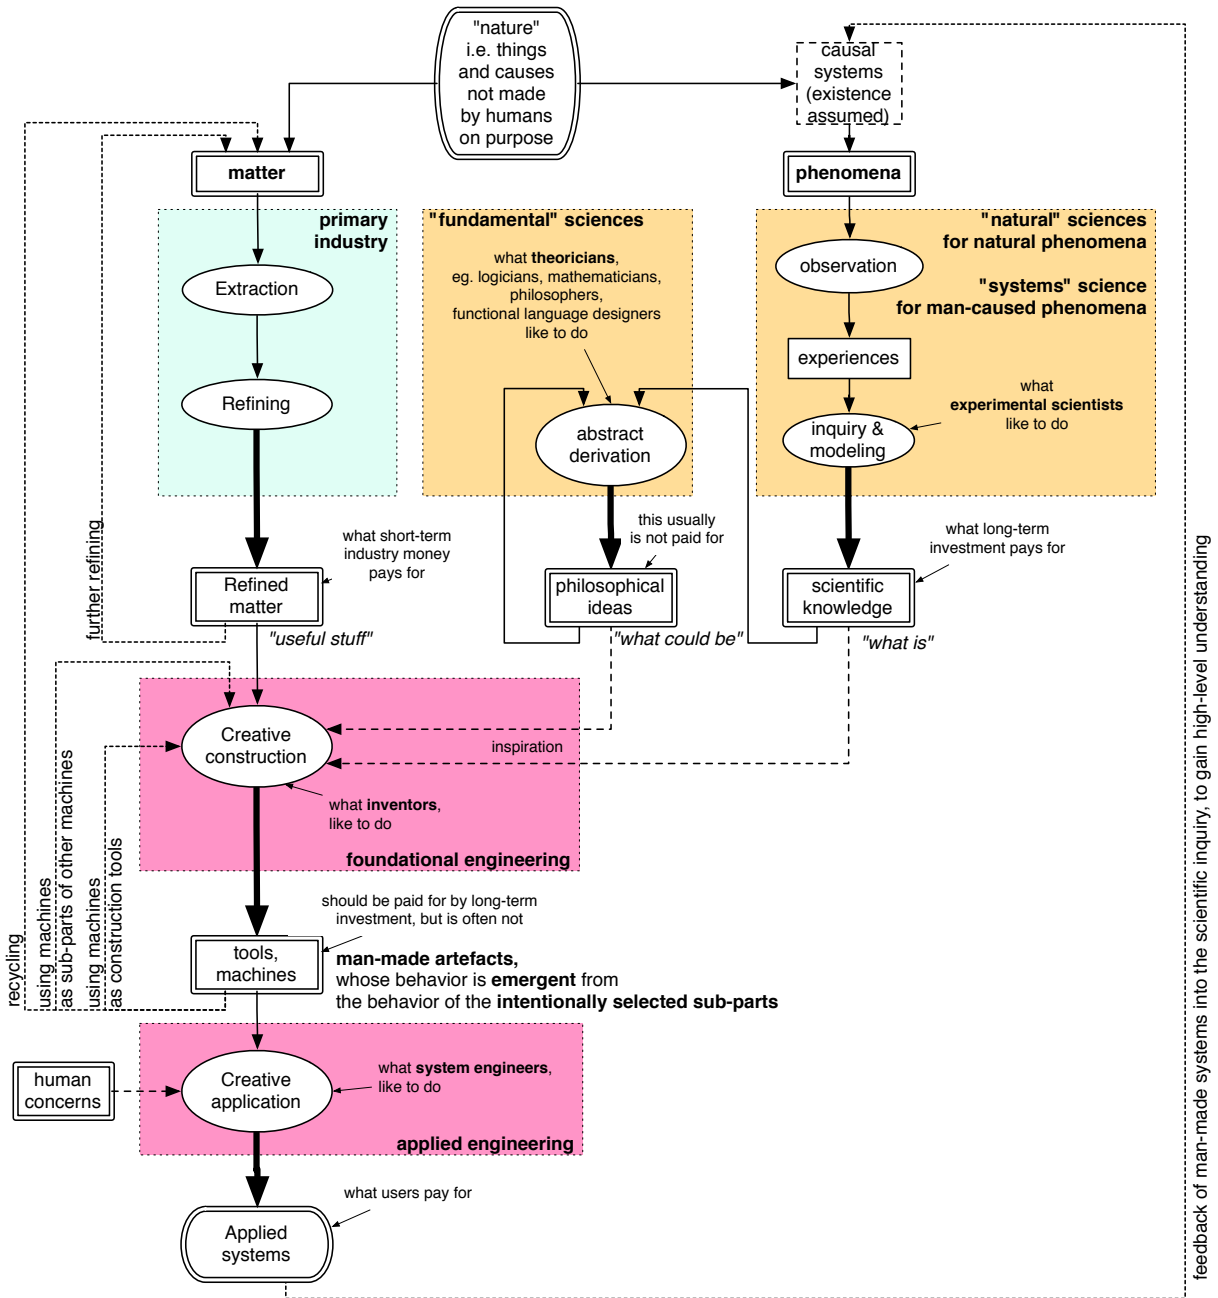 "nature"
i.e. things
and causes
not made
by humans
on purpose
causal
systems
(existence
assumed)
matter
phenomena
primary
industry
Extraction
Refining
"fundamental" sciences
what theoricians,
eg. logicians, mathematicians,
philosophers,
functional language designers
like to do
abstract
derivation
"natural" sciences
for natural phenomena
observation
"systems" science
for man-caused phenomena
experiences
what
experimental scientists
like to do
inquiry &
modeling
further refining
what short-term
industry money
pays for
Refined
matter
"useful stuff"
this usually
is not paid for
philosophical
ideas
"what could be"
what long-term
investment pays for
scientific
knowledge
"what is"
Creative
construction
inspiration
what inventors,
like to do
foundational engineering
recycling
using machines
as sub-parts of other machines
using machines
as construction tools
should be paid for by long-term
investment, but is often not
tools,
machines
man-made artefacts,
whose behavior is emergent from
the behavior of the intentionally selected sub-parts
human
concerns
Creative
application
what system engineers,
like to do
applied engineering
what users pay for
Applied
systems
feedback of man-made systems into the scientific inquiry, to gain high-level understanding